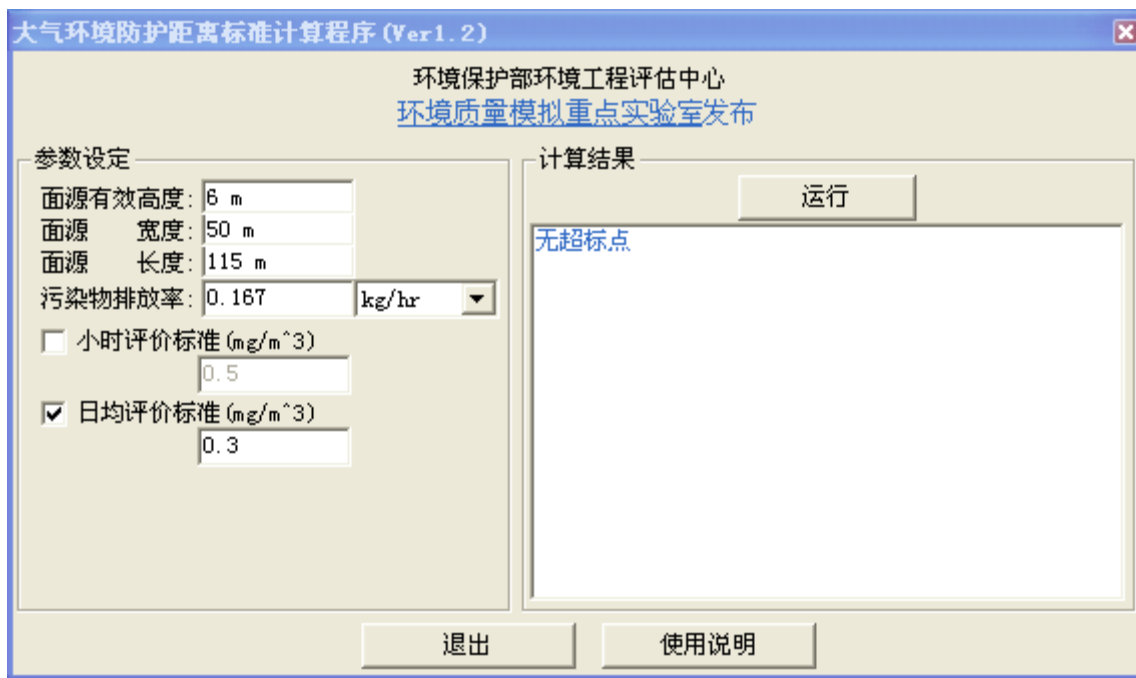 大气环境防护距离标准计算程序(Ver1.2)
环境保护部环境工程评估中心
环境质量模拟重点实验室发布
参数设定
面源有效高度: 6 m
面源 宽度: 50 m
面源 长度: 115 m
污染物排放率: 0.167 kg/hr
小时评价标准(mg/m^3)
0.5
日均评价标准(mg/m^3)
0.3
计算结果
运行
无超标点
退出
使用说明